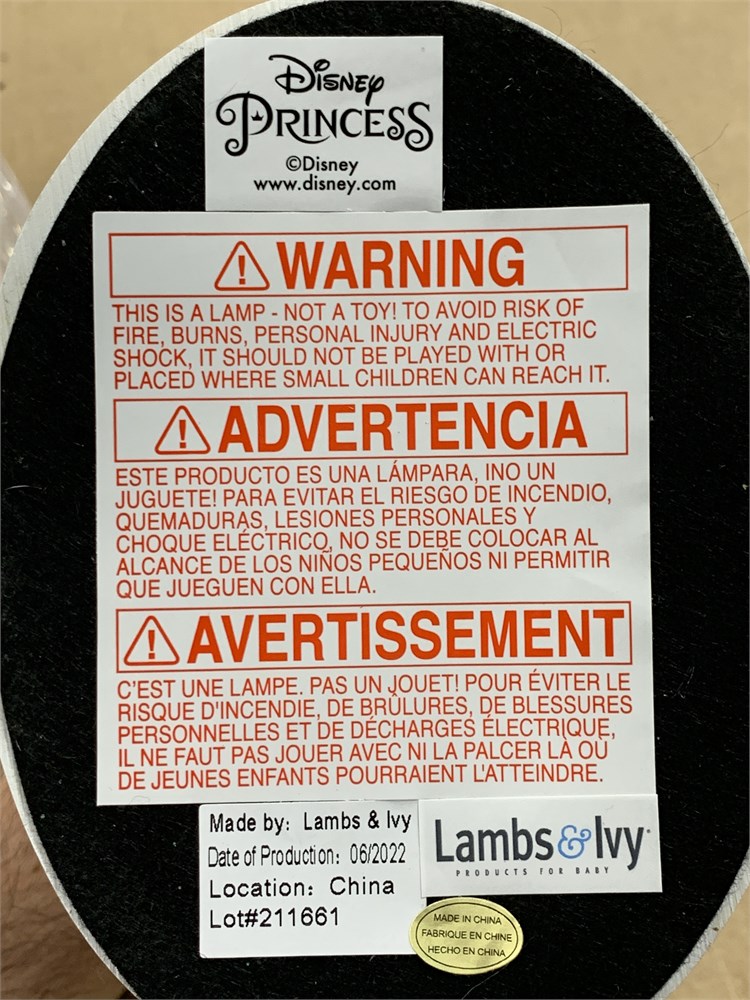 Disney
PRINCESS
©Disney
www.disney.com
WARNING
THIS IS A LAMP - NOT A TOY! TO AVOID RISK OF
FIRE, BURNS, PERSONAL INJURY AND ELECTRIC
SHOCK, IT SHOULD NOT BE PLAYED WITH OR
PLACED WHERE SMALL CHILDREN CAN REACH IT.
ADVERTENCIA
ESTE PRODUCTO ES UNA LÁMPARA, INO UN
JUGUETE! PARA EVITAR EL RIESGO DE INCENDIO,
QUEMADURAS, LESIONES PERSONALES Y
CHOQUE ELÉCTRICO, NO SE DEBE COLOCAR AL
ALCANCE DE LOS NIÑOS PEQUEÑOS NI PERMITIR
QUE JUEGUEN CON ELLA.
AVERTISSEMENT
C'EST UNE LAMPE. PAS UN JOUET! POUR ÉVITER LE
RISQUE D'INCENDIE, DE BRÛLURES, DE BLESSURES
PERSONNELLES ET DE DÉCHARGES ÉLECTRIQUE,
IL NE FAUT PAS JOUER AVEC NI LA PALCER LÀ OÙ
DE JEUNES ENFANTS POURRAIENT L'ATTEINDRE.
Made by: Lambs & Ivy
Date of Production: 06/2022
Location: China
Lot#211661
Lambs&Ivy
PRODUCTS FOR BABY
MADE IN CHINA
FABRIQUE EN CHINE
HECHO EN CHINA